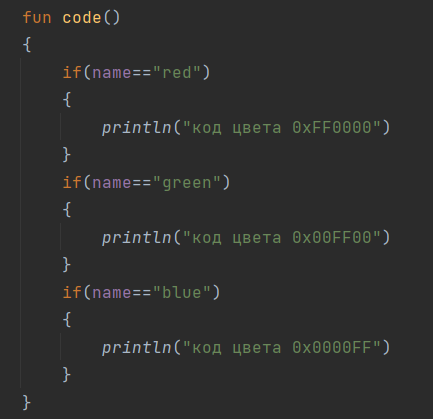 fun code()
{
if(name=="red")
{
println("код цвета 0xFF0000")
}
if(name=="green")
{
println("код цвета 0x00FF00")
}
if(name=="blue")
{
println("код цвета 0x0000FF")
}
}